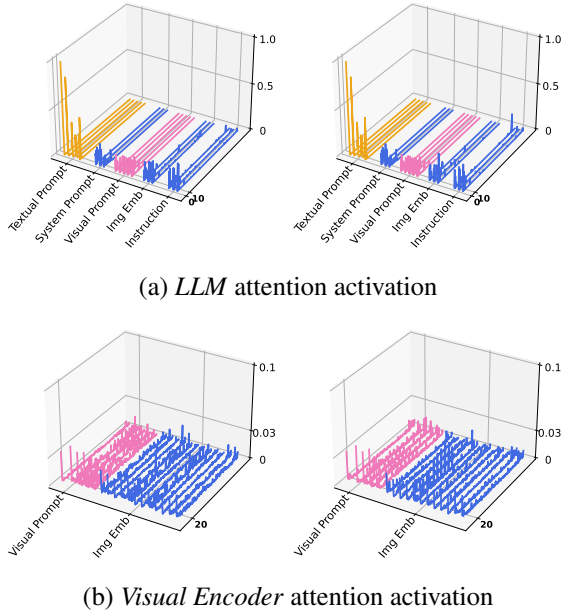 1.0
0.5
0
Textual Prompt
System Prompt
Visual Prompt
Img Emb
Instruction
0
10
1.0
0.5
0
Textual Prompt
System Prompt
Visual Prompt
Img Emb
Instruction
0
10
(a) LLM attention activation
0.1
0.03
0
Visual Prompt
Img Emb
20
0.1
0.03
0
Visual Prompt
Img Emb
20
(b) Visual Encoder attention activation